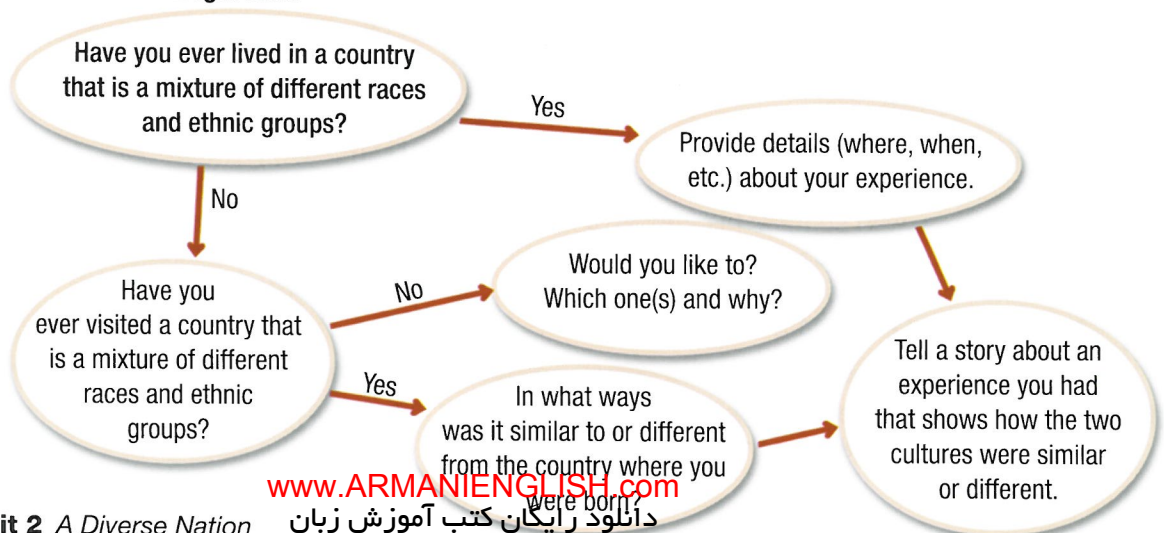 Have you ever lived in a country
that is a mixture of different races
and ethnic groups?
Yes
Provide details (where, when,
etc.) about your experience.
No
Have you
ever visited a country that
is a mixture of different
races and ethnic
groups?
No
Would you like to?
Which one(s) and why?
Yes
In what ways
was it similar to or different
from the country where you
were born?
Tell a story about an
experience you had
that shows how the two
cultures were similar
or different.
www.ARMANIENGLISH.com
دانلود رایگان کتب آموزش زبان
it 2 A Diverse Nation